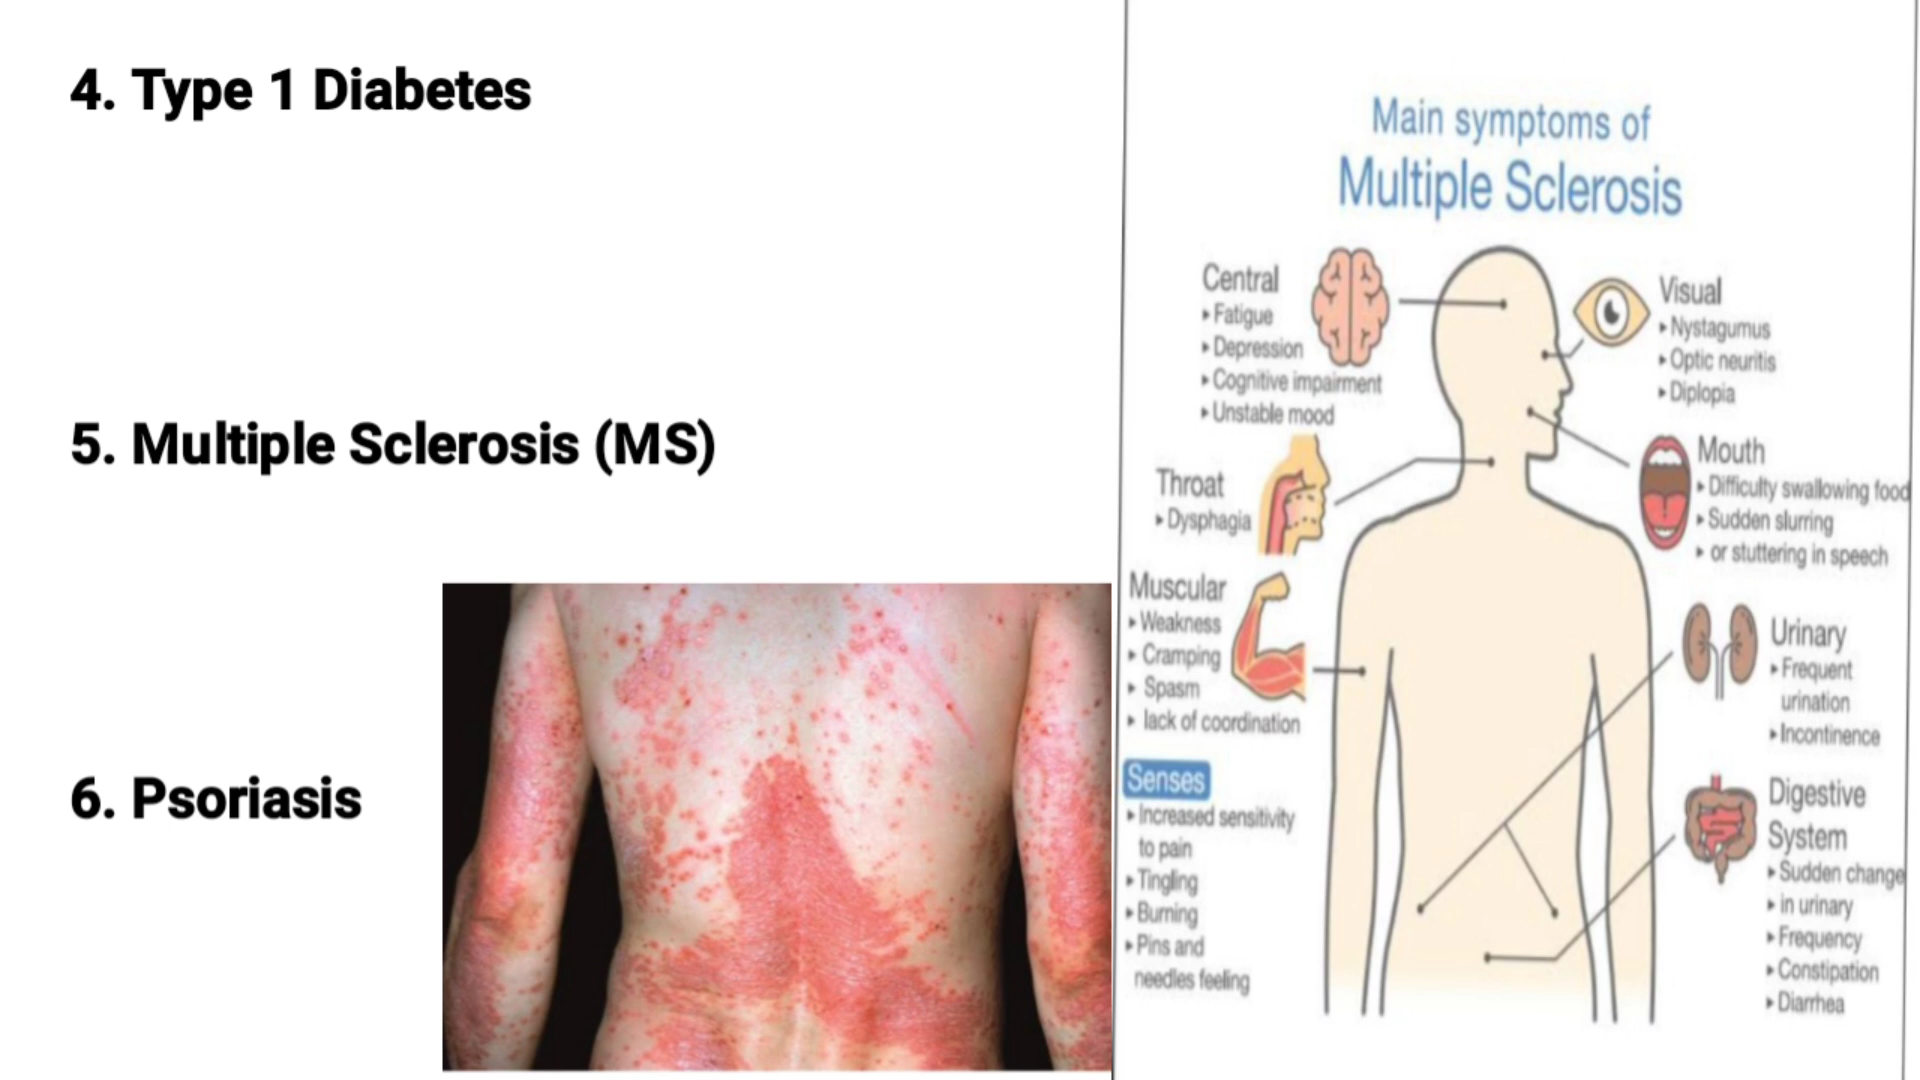 4. Type 1 Diabetes
5. Multiple Sclerosis (MS)
6. Psoriasis
Main symptoms of
Multiple Sclerosis
Central
Fatigue
Depression
Cognitive impairment
Unstable mood
Visual
Nystagumus
Optic neuritis
Diplopia
Throat
Dysphagia
Mouth
Difficulty swallowing food
Sudden slurring
or stuttering in speech
Muscular
Weakness
Cramping
Spasm
lack of coordination
Urinary
Frequent
urination
Incontinence
Senses
Increased sensitivity
to pain
Tingling
Burning
Pins and
needles feeling
Digestive
System
Sudden change
in urinary
Frequency
Constipation
Diarrhea